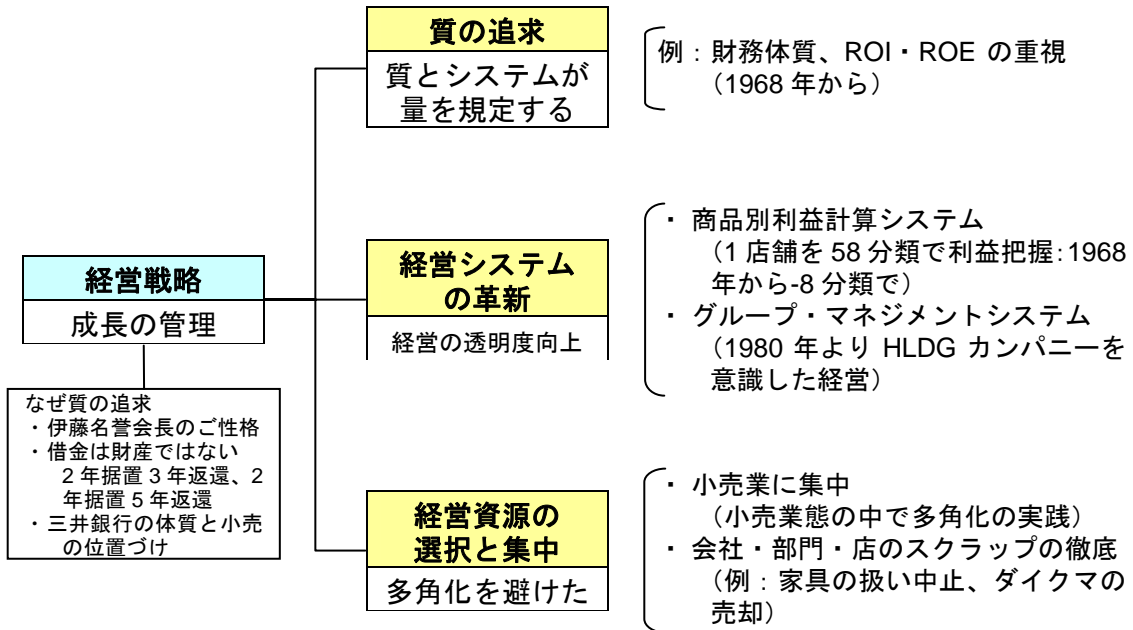 質の追求
質とシステムが
量を規定する
例：財務体質、ROI・ROE の重視
（1968 年から）
経営戦略
成長の管理
なぜ質の追求
・伊藤名誉会長のご性格
・借金は財産ではない
2 年据置 3 年返還、2
年据置 5 年返還
・三井銀行の体質と小売
の位置づけ
経営システム
の革新
経営の透明度向上
・ 商品別利益計算システム
（1 店舗を 58 分類で利益把握：1968
年から-8 分類で）
・ グループ・マネジメントシステム
（1980 年より HLDG カンパニーを
意識した経営）
経営資源の
選択と集中
多角化を避けた
・ 小売業に集中
（小売業態の中で多角化の実践）
・ 会社・部門・店のスクラップの徹底
（例：家具の扱い中止、ダイクマの
売却）